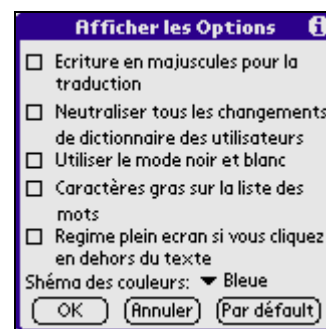 Afficher les Options
Ecriture en majuscules pour la
traduction
Neutraliser tous les changements
de dictionnaire des utilisateurs
Utiliser le mode noir et blanc
Caractères gras sur la liste des
mots
Regime plein ecran si vous cliquez
en dehors du texte
Shéma des couleurs: Bleue
OK Annuler Par défault